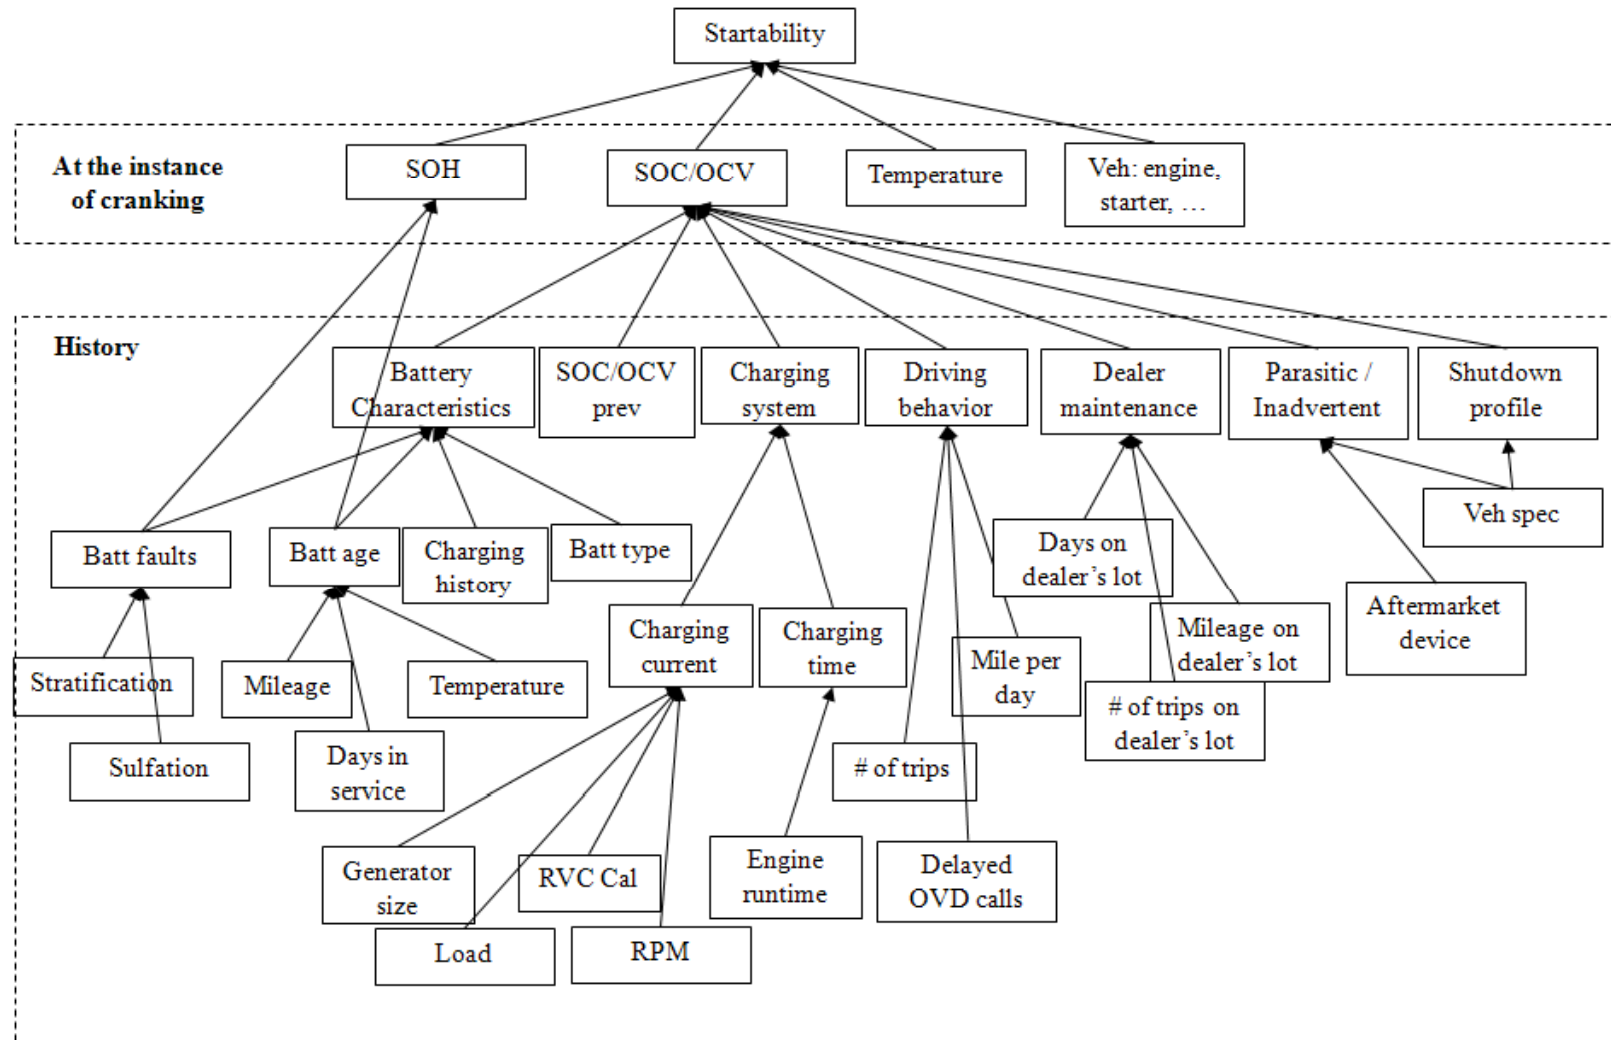 Startability
At the instance
of cranking
SOH
SOC/OCV
Temperature
Veh: engine,
starter, …
History
Battery
Characteristics
SOC/OCV
prev
Charging
system
Driving
behavior
Dealer
maintenance
Parasitic /
Inadvertent
Shutdown
profile
Batt faults
Batt age
Charging
history
Batt type
Days on
dealer’s lot
Veh spec
Stratification
Mileage
Temperature
Charging
current
Charging
time
Mile per
day
Mileage on
dealer’s lot
Aftermarket
device
Sulfation
Days in
service
# of trips
# of trips on
dealer’s lot
Generator
size
RVC Cal
Engine
runtime
Delayed
OVD calls
Load
RPM